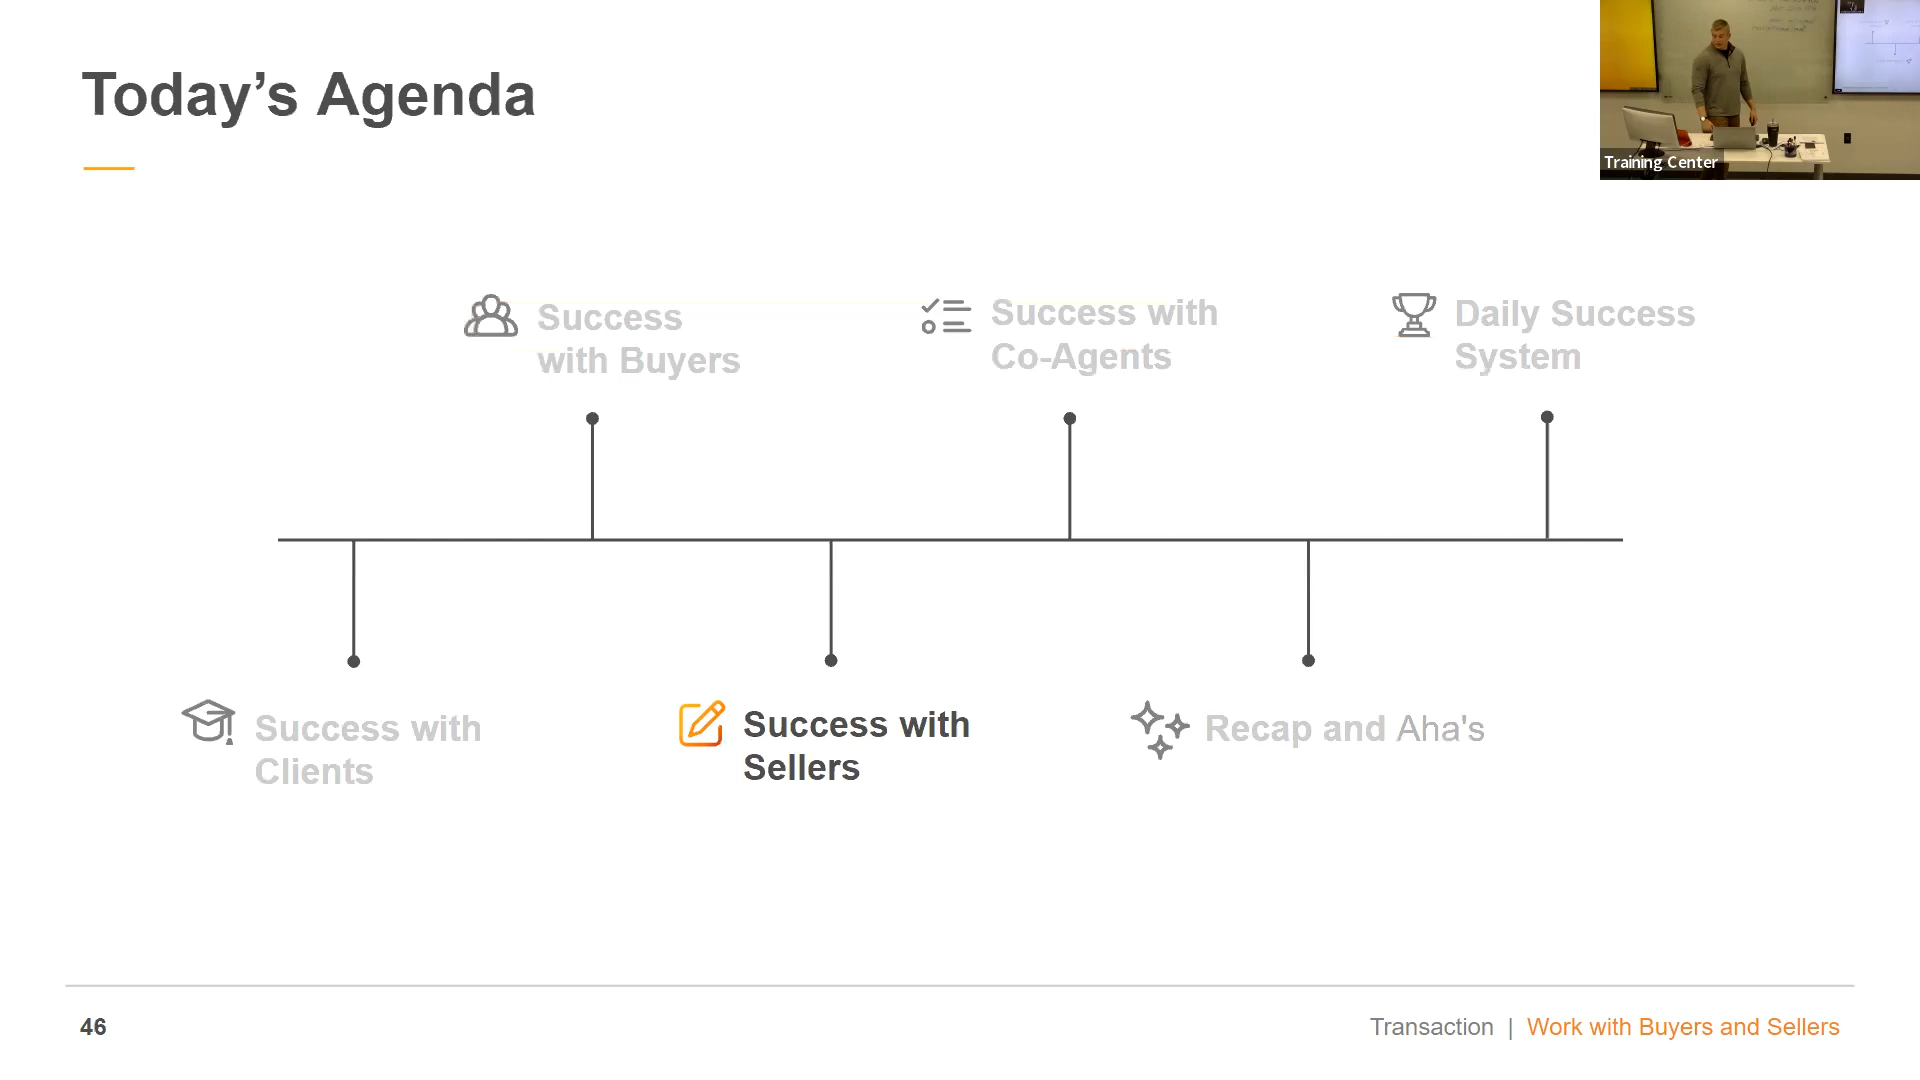 Today’s Agenda
Training Center
Success
with Buyers
Success with
Co-Agents
Daily Success
System
Success with
Clients
Success with
Sellers
Recap and Aha's
46
Transaction | Work with Buyers and Sellers